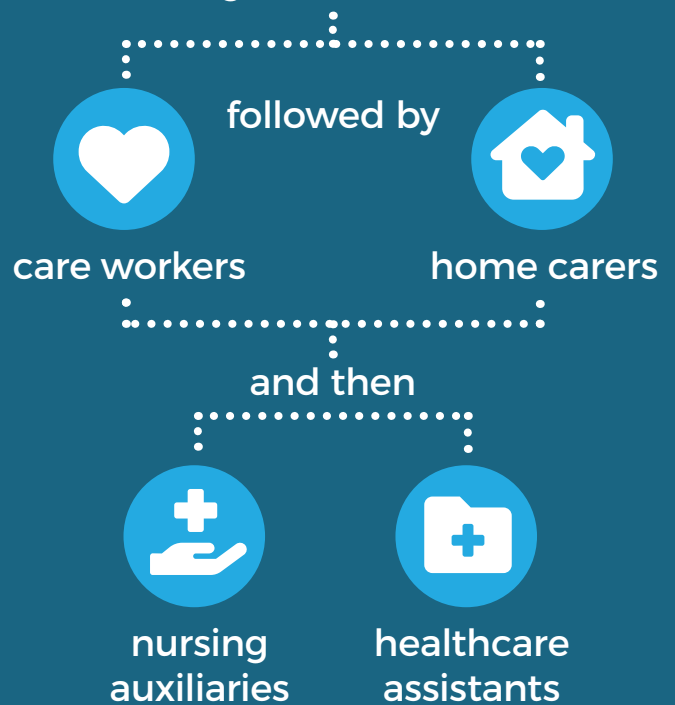 followed by
care workers home carers
and then
nursing healthcare
auxiliaries assistants